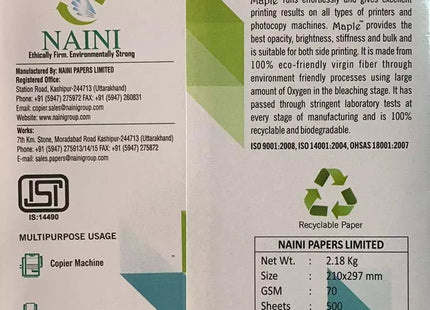 NAINI
Ethically Firm. Environmentally Strong
Manufactured By: NAINI PAPERS LIMITED
Registered Office:
Station Road, Kashipur-244713 (Uttarakhand)
Phone: +91 (5947) 275972 FAX: +91 (5947) 260831
Email: copier.sales@nainigroup.com
Website: www.nainigroup.com
Works:
7th Km. Stone, Moradabad Road Kashipur-244713 (Uttarakhand)
Phone: +91 (5947) 275913/14/15 FAX: +91 (5947) 275872
E-mail: sales.papers@nainigroup.com
ISI
IS:14490
MULTIPURPOSE USAGE
Copier Machine
Maple runs effortlessly and gives excellent
printing results on all types of printers and
photocopy machines. Maple™ provides the
best opacity, brightness, stiffness and bulk and
is suitable for both side printing. It is made from
100% eco-friendly virgin fiber through
environment friendly processes using large
amount of Oxygen in the bleaching stage. It has
passed through stringent laboratory tests at
every stage of manufacturing and is 100%
recyclable and biodegradable.
ISO 9001:2008, ISO 14001:2004, OHSAS 18001:2007
Recyclable Paper
NAINI PAPERS LIMITED
Net Wt. : 2.18 Kg
Size : 210x297 mm
GSM : 70
Sheets : 500